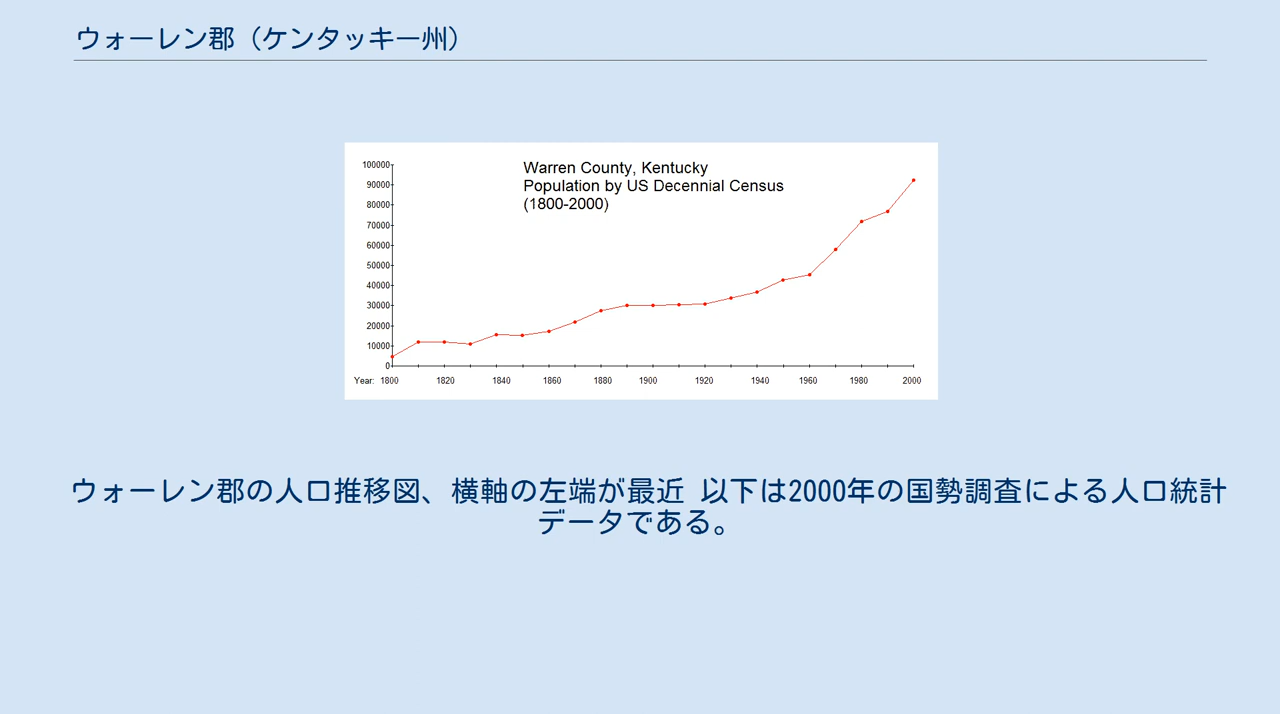 ウォーレン郡（ケンタッキー州）
Warren County, Kentucky
Population by US Decennial Census
(1800-2000)
100000
90000
80000
70000
60000
50000
40000
30000
20000
10000
0
Year: 1800 1820 1840 1860 1880 1900 1920 1940 1960 1980 2000
ウォーレン郡の人口推移図、横軸の左端が最近 以下は2000年の国勢調査による人口統計
データである。